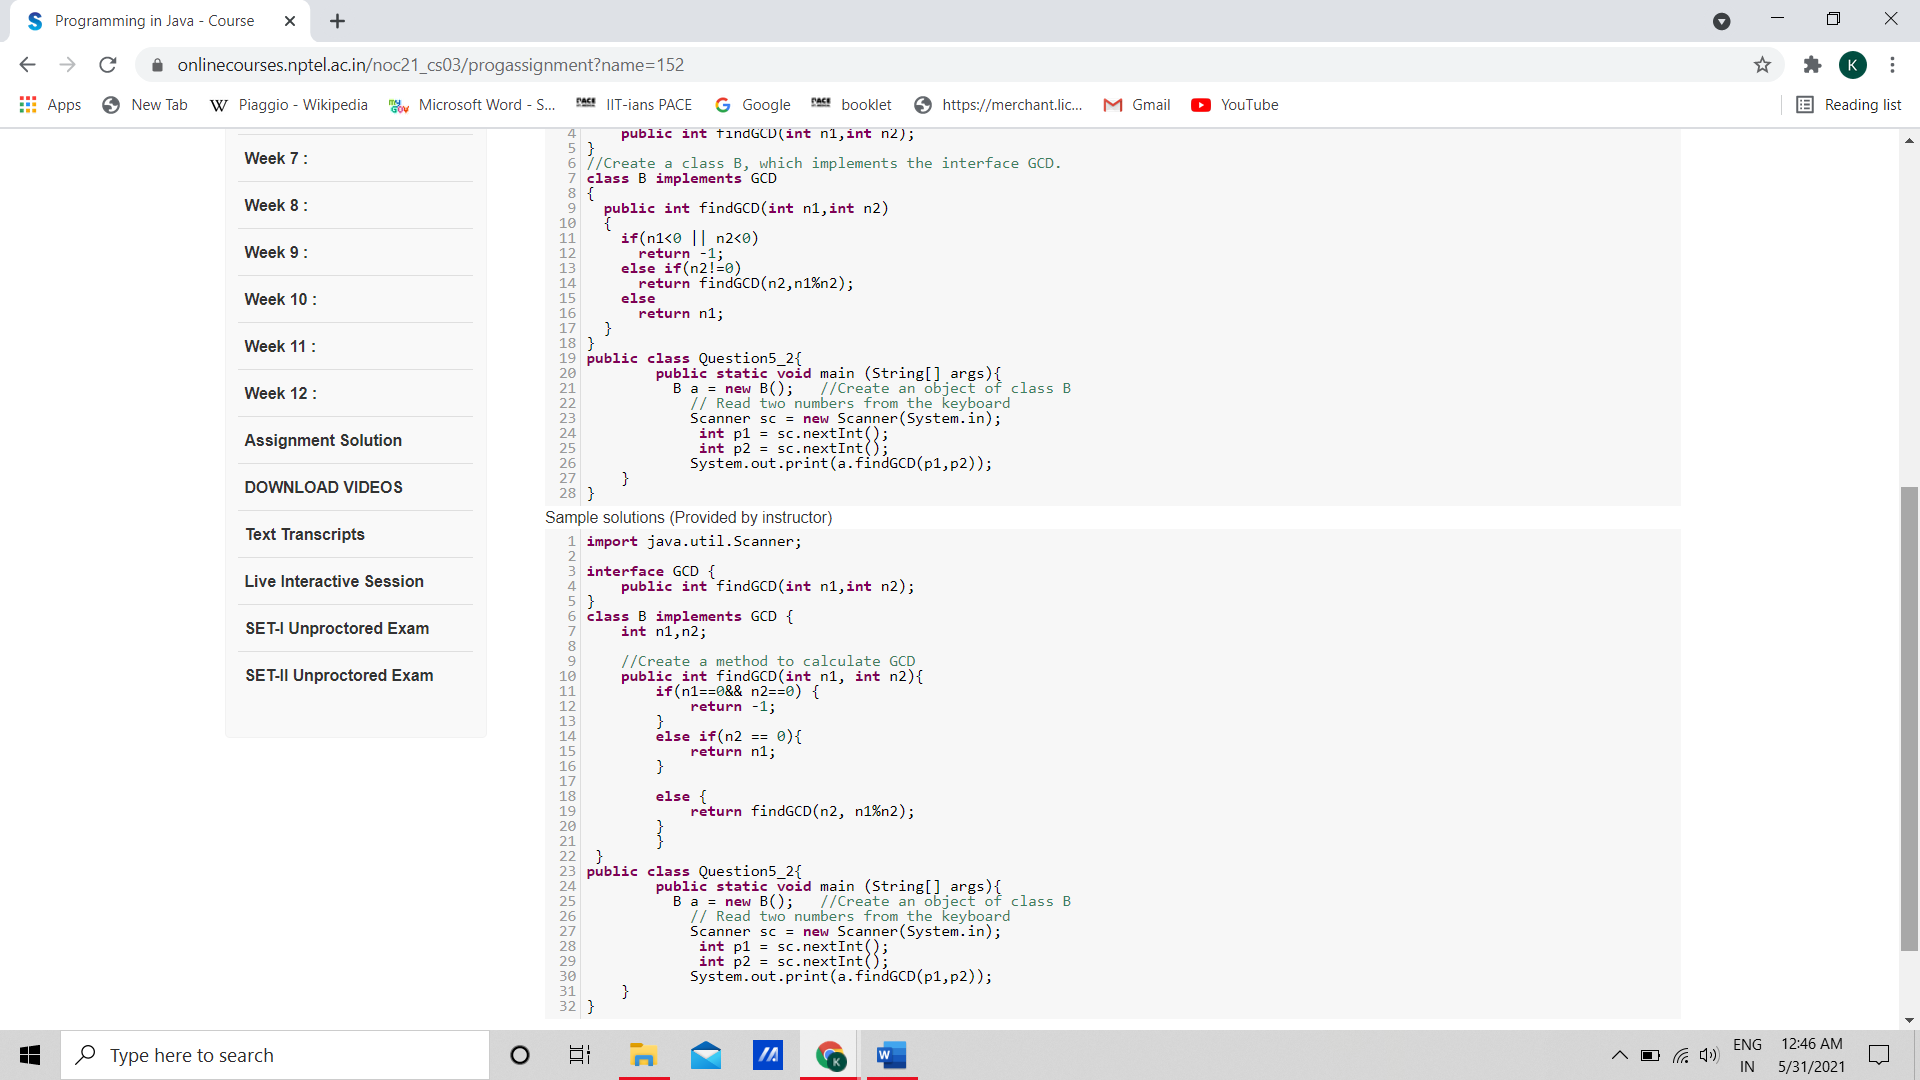 Programming in Java - Course
onlinecourses.nptel.ac.in/noc21_cs03/progassignment?name=152
K
Apps
New Tab
W Piaggio - Wikipedia
Microsoft Word - S...
PACE IIT-ians PACE
G Google
PACE booklet
https://merchant.lic...
M Gmail
YouTube
Reading list
Week 7 :
Week 8 :
Week 9 :
Week 10 :
Week 11 :
Week 12 :
Assignment Solution
DOWNLOAD VIDEOS
Text Transcripts
Live Interactive Session
SET-I Unproctored Exam
SET-II Unproctored Exam
4     public int findGCD(int n1,int n2);
5 }
6 //Create a class B, which implements the interface GCD.
7 class B implements GCD
8 {
9   public int findGCD(int n1,int n2)
10   {
11     if(n1<0 || n2<0)
12       return -1;
13     else if(n2!=0)
14       return findGCD(n2,n1%n2);
15     else
16       return n1;
17   }
18 }
19 public class Question5_2{
20         public static void main (String[] args){
21           B a = new B();   //Create an object of class B
22             // Read two numbers from the keyboard
23             Scanner sc = new Scanner(System.in);
24              int p1 = sc.nextInt();
25              int p2 = sc.nextInt();
26             System.out.print(a.findGCD(p1,p2));
27     }
28 }
Sample solutions (Provided by instructor)
1 import java.util.Scanner;
2
3 interface GCD {
4     public int findGCD(int n1,int n2);
5 }
6 class B implements GCD {
7     int n1,n2;
8
9     //Create a method to calculate GCD
10     public int findGCD(int n1, int n2){
11         if(n1==0&& n2==0) {
12             return -1;
13         }
14         else if(n2 == 0){
15             return n1;
16         }
17
18         else {
19             return findGCD(n2, n1%n2);
20         }
21         }
22  }
23 public class Question5_2{
24         public static void main (String[] args){
25           B a = new B();   //Create an object of class B
26             // Read two numbers from the keyboard
27             Scanner sc = new Scanner(System.in);
28              int p1 = sc.nextInt();
29              int p2 = sc.nextInt();
30             System.out.print(a.findGCD(p1,p2));
31     }
32 }
Type here to search
K
W
ENG
IN
12:46 AM
5/31/2021